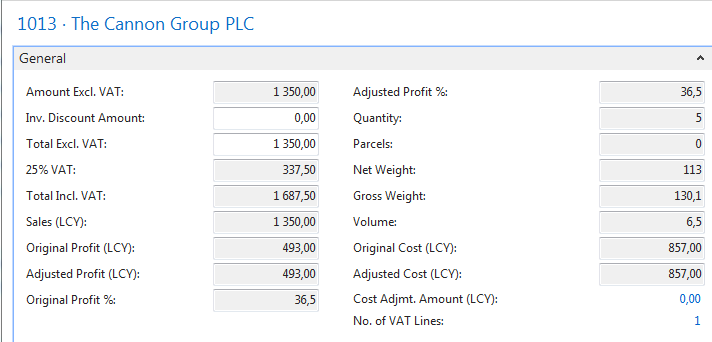 1013 · The Cannon Group PLC
General
Amount Excl. VAT: 1 350,00
Inv. Discount Amount: 0,00
Total Excl. VAT: 1 350,00
25% VAT: 337,50
Total Incl. VAT: 1 687,50
Sales (LCY): 1 350,00
Original Profit (LCY): 493,00
Adjusted Profit (LCY): 493,00
Original Profit %: 36,5
Adjusted Profit %: 36,5
Quantity: 5
Parcels: 0
Net Weight: 113
Gross Weight: 130,1
Volume: 6,5
Original Cost (LCY): 857,00
Adjusted Cost (LCY): 857,00
Cost Adjmt. Amount (LCY): 0,00
No. of VAT Lines: 1